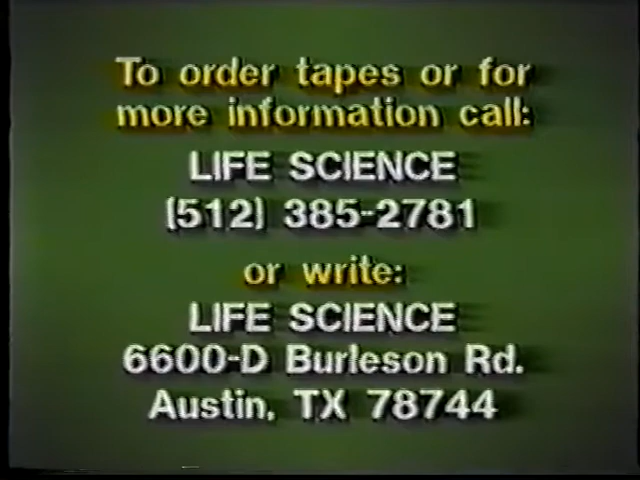 To order tapes or for
more information call:
LIFE SCIENCE
(512) 385-2781
or write:
LIFE SCIENCE
6600-D Burleson Rd.
Austin, TX 78744